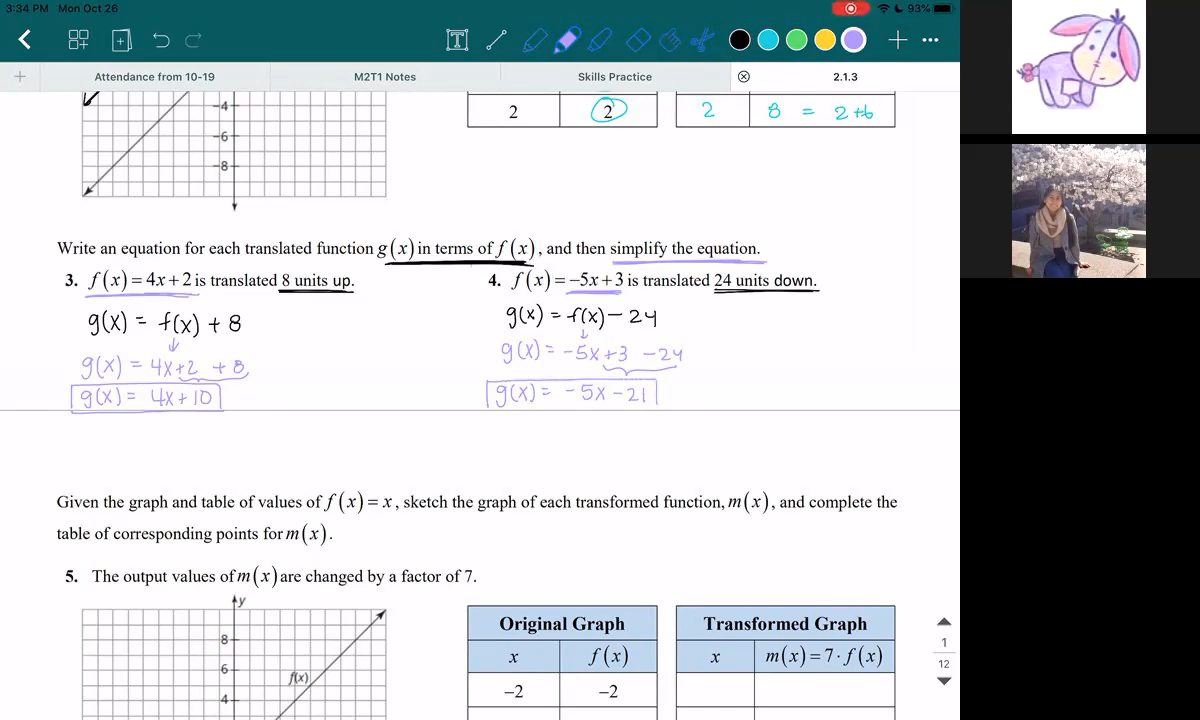 3:34 PM Mon Oct 26
93%
Attendance from 10-19
M2T1 Notes
Skills Practice
2.1.3
-4
-6
-8
2 2
2 8 = 2+6
Write an equation for each translated function g(x) in terms of f(x), and then simplify the equation.
3. f(x)=4x+2 is translated 8 units up.
g(x) = f(x) + 8
g(x) = 4x+2 +8
g(x) = 4x+10
4. f(x)=-5x+3 is translated 24 units down.
g(x) = f(x) - 24
g(x) = -5x+3 -24
g(x) = -5x-21
Given the graph and table of values of f(x)=x, sketch the graph of each transformed function, m(x), and complete the
table of corresponding points for m(x).
5. The output values of m(x) are changed by a factor of 7.
y
8
6
4
f(x)
Original Graph
x f(x)
-2 -2
Transformed Graph
x m(x)=7·f(x)
1
12